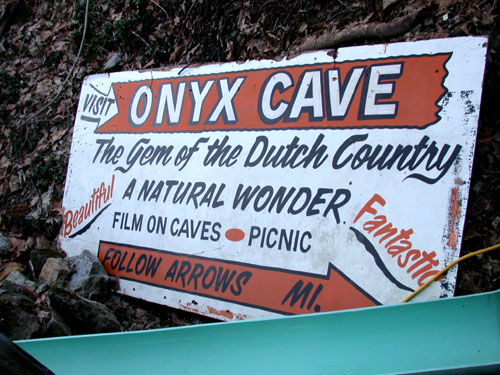 VISIT
ONYX CAVE
The Gem of the Dutch Country
Beautiful
A NATURAL WONDER
Fantastic
FILM ON CAVES • PICNIC
FOLLOW ARROWS MI.